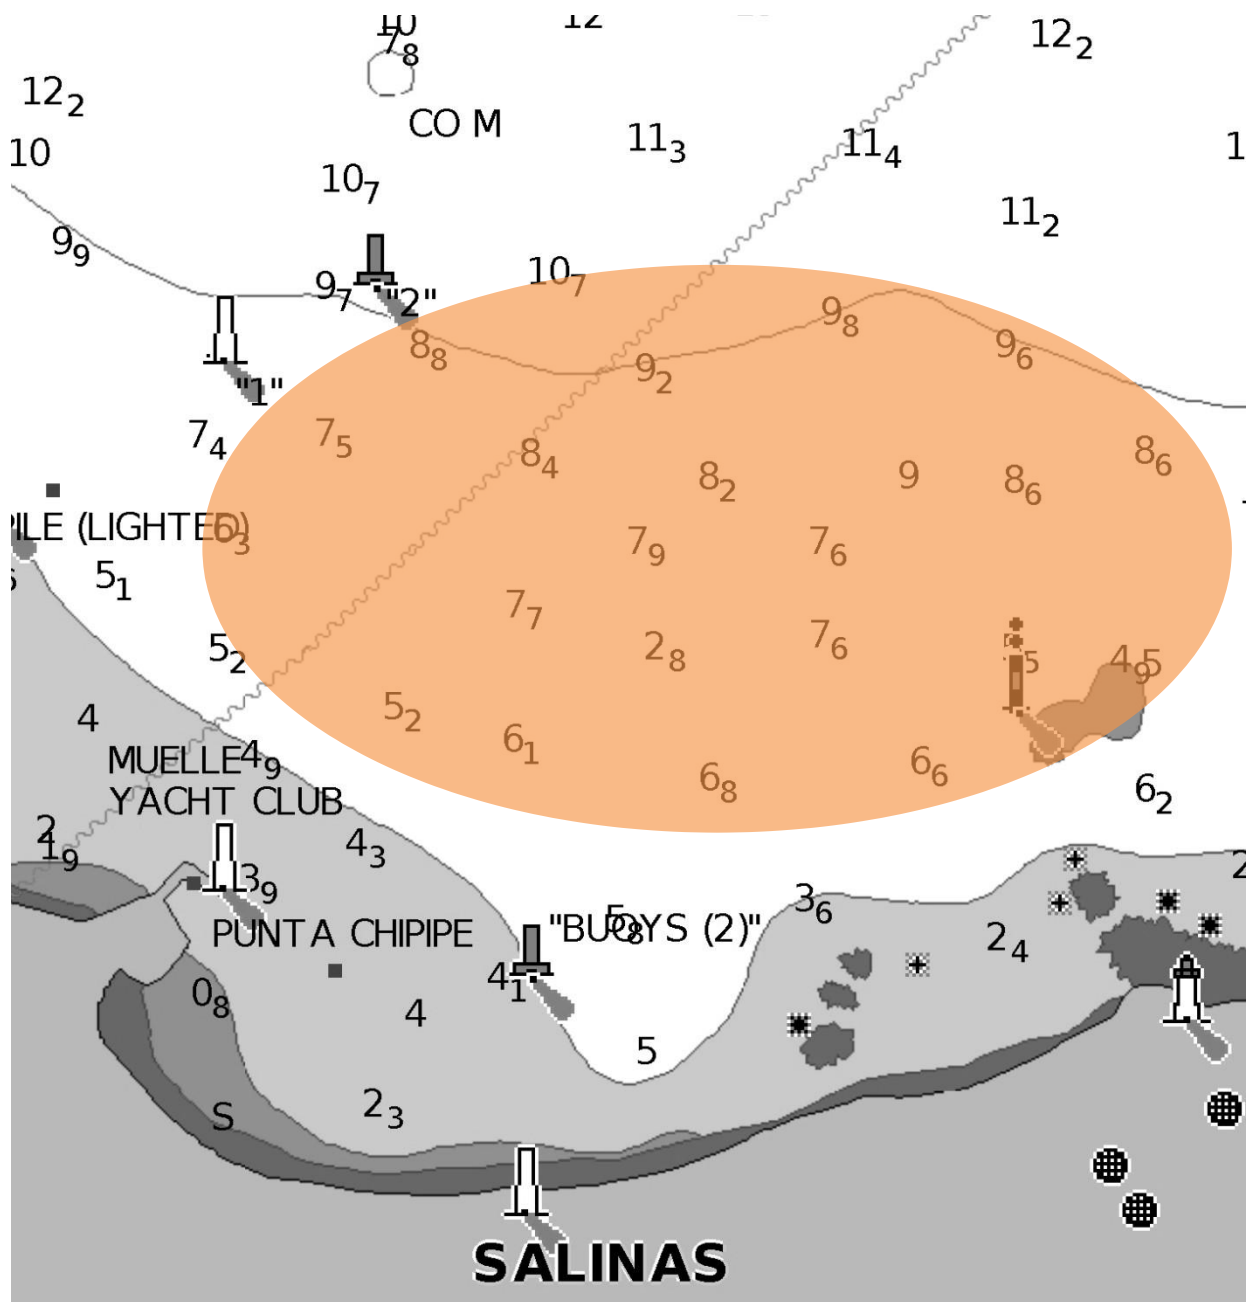 10 12
7₈ 12₂
12₂
CO M
11₃ 11₄
10
10₇
11₂
9₉
10₇
9₇ "2"
9₈
8₈ 9₆
9₂
"1"
7₄ 7₅
8₄ 8₆
8₂ 9 8₆
PILE (LIGHTED)
6₃ 7₉ 7₆
5₁
7₇
5₂ 2₈ 7₆
4₉ 5
4 5₂
6₁
MUELLE 4₉ 6₆
6₈ 6₂
YACHT CLUB
2
1₉ 4₃
3₉ 3₆
PUNTA CHIPIPE "BUOYS (2)" 2₄
5₈
4₁
0₈ 4
5
S 2₃
SALINAS